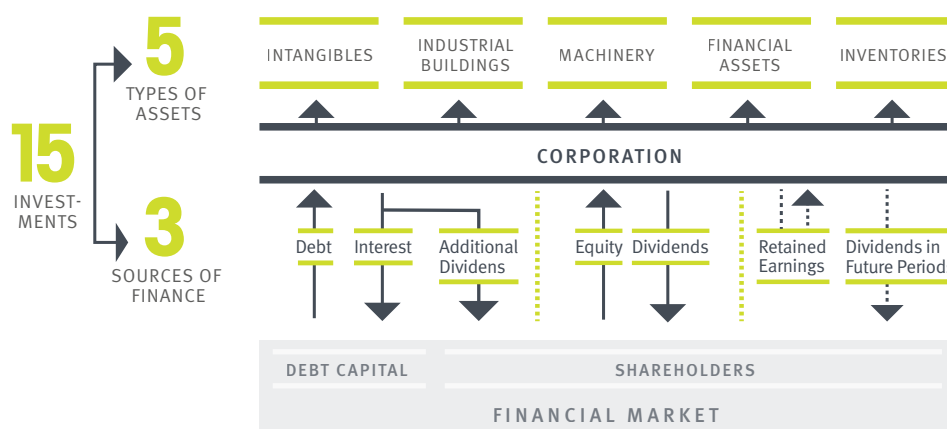 15
INVEST-
MENTS
5
TYPES OF
ASSETS
3
SOURCES OF
FINANCE
INTANGIBLES
INDUSTRIAL
BUILDINGS
MACHINERY
FINANCIAL
ASSETS
INVENTORIES
CORPORATION
Debt
Interest
Additional
Dividens
Equity
Dividends
Retained
Earnings
Dividends in
Future Period
DEBT CAPITAL
SHAREHOLDERS
FINANCIAL MARKET